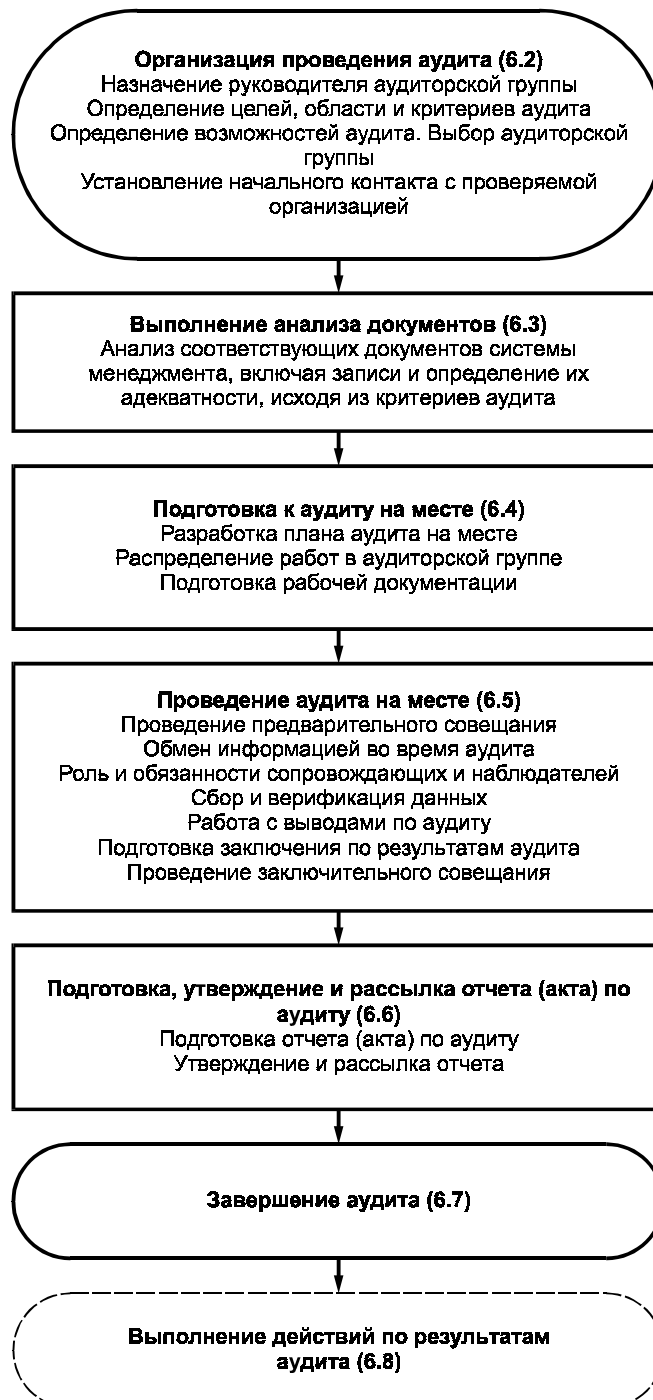 Организация проведения аудита (6.2)
Назначение руководителя аудиторской группы
Определение целей, области и критериев аудита
Определение возможностей аудита. Выбор аудиторской
группы
Установление начального контакта с проверяемой
организацией
Выполнение анализа документов (6.3)
Анализ соответствующих документов системы
менеджмента, включая записи и определение их
адекватности, исходя из критериев аудита
Подготовка к аудиту на месте (6.4)
Разработка плана аудита на месте
Распределение работ в аудиторской группе
Подготовка рабочей документации
Проведение аудита на месте (6.5)
Проведение предварительного совещания
Обмен информацией во время аудита
Роль и обязанности сопровождающих и наблюдателей
Сбор и верификация данных
Работа с выводами по аудиту
Подготовка заключения по результатам аудита
Проведение заключительного совещания
Подготовка, утверждение и рассылка отчета (акта) по
аудиту (6.6)
Подготовка отчета (акта) по аудиту
Утверждение и рассылка отчета
Завершение аудита (6.7)
Выполнение действий по результатам
аудита (6.8)